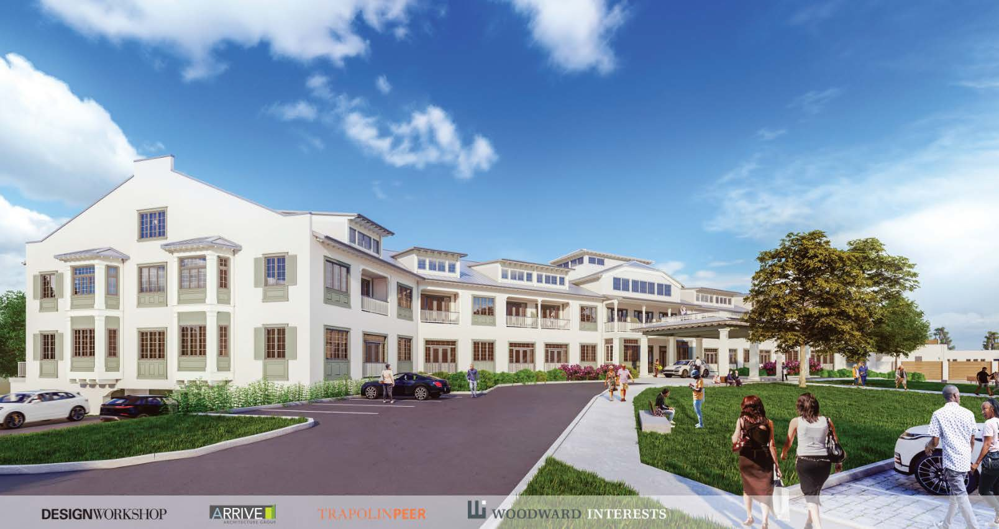 DESIGNWORKSHOP
ARRIVE
ARCHITECTURE GROUP
TRAPOLINPEER
WOODWARD INTERESTS